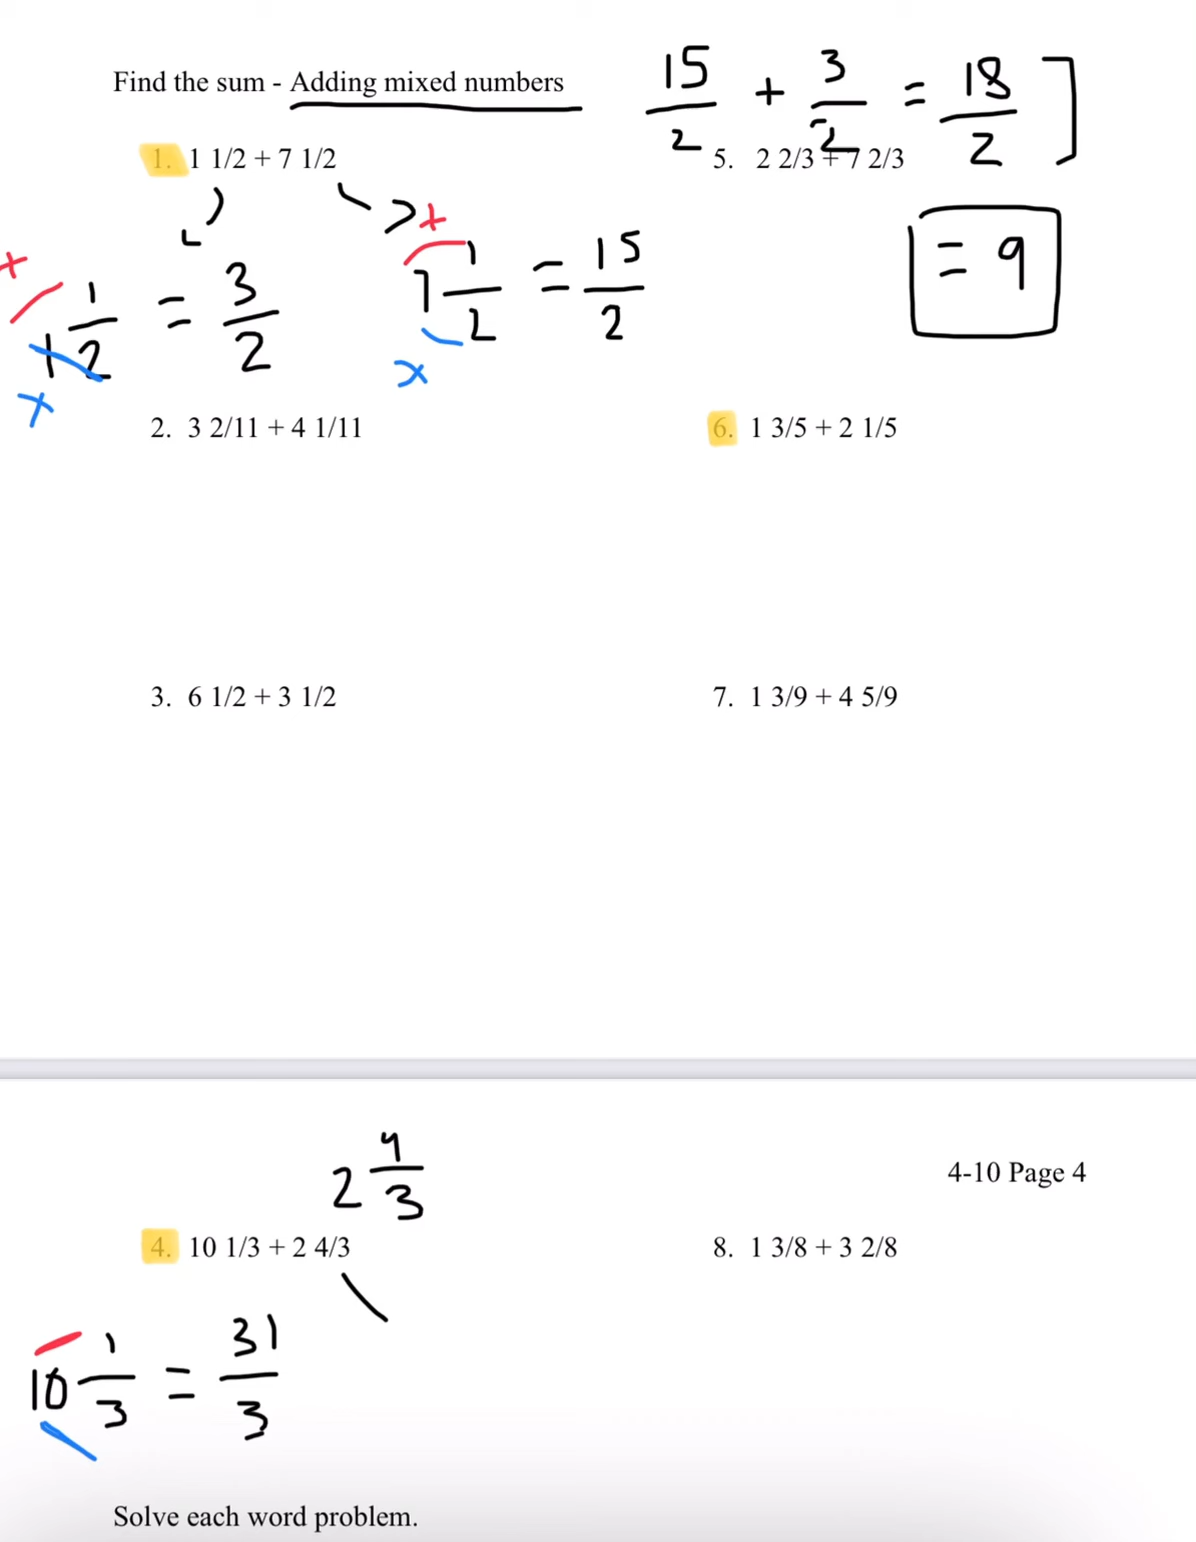 Find the sum - Adding mixed numbers
15/2 + 3/2 = 18/2 ]
= 9
1. 1 1/2 + 7 1/2
5. 2 2/3 + 7 2/3
+
x
1 1/2 = 3/2
+
x
7 1/2 = 15/2
2. 3 2/11 + 4 1/11
6. 1 3/5 + 2 1/5
3. 6 1/2 + 3 1/2
7. 1 3/9 + 4 5/9
4-10 Page 4
2 4/3
4. 10 1/3 + 2 4/3
8. 1 3/8 + 3 2/8
10 1/3 = 31/3
Solve each word problem.